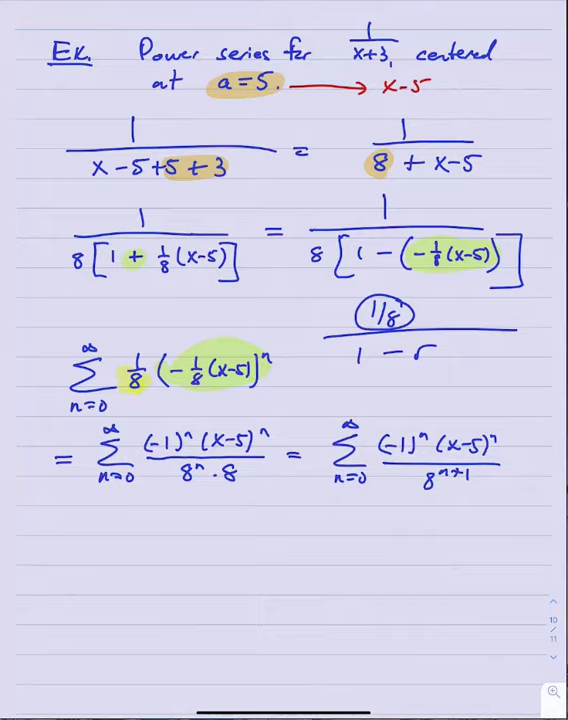 Ex. Power series for 1/(x+3), centered
at a = 5. → x-5
1/(x-5+5+3) = 1/(8+x-5)
1/(8[1+1/8(x-5)]) = 1/(8[1-(-1/8(x-5))])
(1/8)/(1-r)
∑_{n=0}^{∞} 1/8 (-1/8(x-5))^n
= ∑_{n=0}^{∞} (-1)^n (x-5)^n/(8^n · 8) = ∑_{n=0}^{∞} (-1)^n (x-5)^n/8^{n+1}
10
/
11